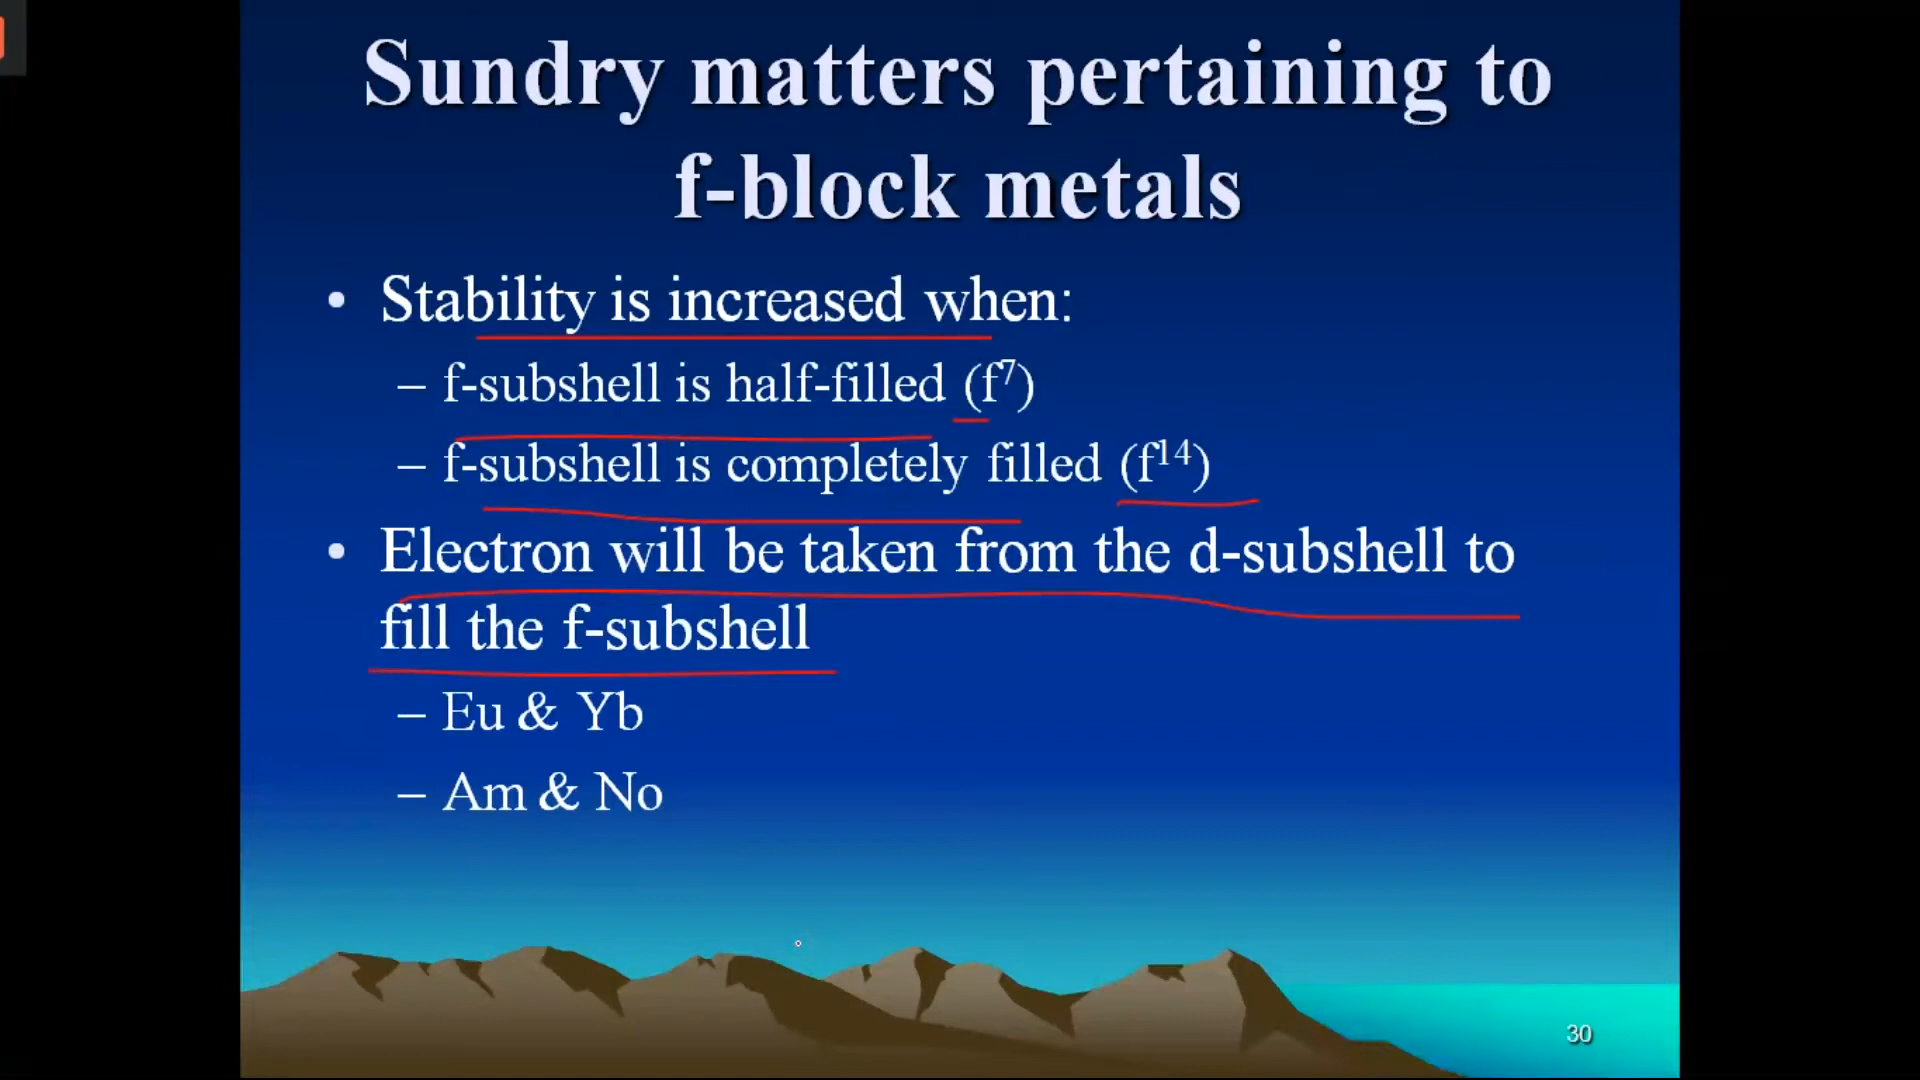 Sundry matters pertaining to
f-block metals
• Stability is increased when:
– f-subshell is half-filled (f⁷)
– f-subshell is completely filled (f¹⁴)
• Electron will be taken from the d-subshell to
fill the f-subshell
– Eu & Yb
– Am & No
30